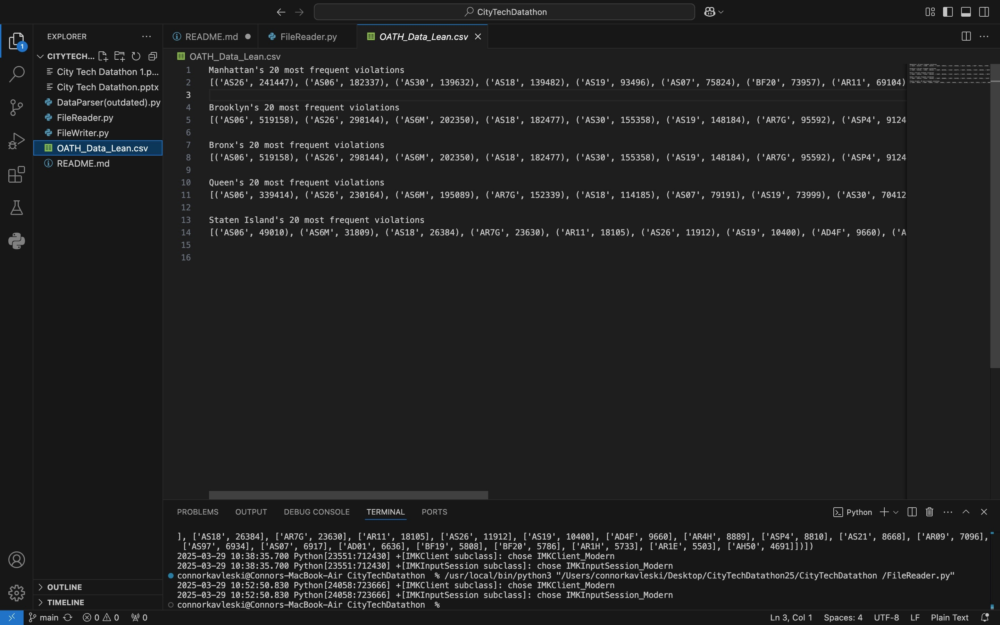 CityTechDatathon
EXPLORER
README.md
FileReader.py
OATH_Data_Lean.csv
1
CITYTECH...
City Tech Datathon 1.p...
City Tech Datathon.pptx
DataParser(outdated).py
FileReader.py
FileWriter.py
OATH_Data_Lean.csv
README.md
OATH_Data_Lean.csv
1 Manhattan's 20 most frequent violations
2 [('AS26', 241447), ('AS06', 182337), ('AS30', 139632), ('AS18', 139482), ('AS19', 93496), ('AS07', 75824), ('BF20', 73957), ('AR11', 69104)
3
4 Brooklyn's 20 most frequent violations
5 [('AS06', 519158), ('AS26', 298144), ('AS6M', 202350), ('AS18', 182477), ('AS30', 155358), ('AS19', 148184), ('AR7G', 95592), ('ASP4', 9124
6
7 Bronx's 20 most frequent violations
8 [('AS06', 519158), ('AS26', 298144), ('AS6M', 202350), ('AS18', 182477), ('AS30', 155358), ('AS19', 148184), ('AR7G', 95592), ('ASP4', 9124
9
10 Queen's 20 most frequent violations
11 [('AS06', 339414), ('AS26', 230164), ('AS6M', 195089), ('AR7G', 152339), ('AS18', 114185), ('AS07', 79191), ('AS19', 73999), ('AS30', 70412
12
13 Staten Island's 20 most frequent violations
14 [('AS06', 49010), ('AS6M', 31809), ('AS18', 26384), ('AR7G', 23630), ('AR11', 18105), ('AS26', 11912), ('AS19', 10400), ('AD4F', 9660), ('A
15
16
PROBLEMS OUTPUT DEBUG CONSOLE TERMINAL PORTS
Python
], ['AS18', 26384], ['AR7G', 23630], ['AR11', 18105], ['AS26', 11912], ['AS19', 10400], ['AD4F', 9660], ['AR4H', 8889], ['ASP4', 8810], ['AS21', 8668], ['AR09', 7096],
['AS97', 6934], ['AS07', 6917], ['AD01', 6636], ['BF19', 5808], ['BF20', 5786], ['AR1H', 5733], ['AR1E', 5503], ['AH50', 4691]])])
2025-03-29 10:38:35.700 Python[23551:712430] +[IMKClient subclass]: chose IMKClient_Modern
2025-03-29 10:38:35.700 Python[23551:712430] +[IMKInputSession subclass]: chose IMKInputSession_Modern
connorkavleski@Connors-MacBook-Air CityTechDatathon % /usr/local/bin/python3 "/Users/connorkavleski/Desktop/CityTechDatathon25/CityTechDatathon /FileReader.py"
2025-03-29 10:52:50.830 Python[24058:723666] +[IMKClient subclass]: chose IMKClient_Modern
2025-03-29 10:52:50.830 Python[24058:723666] +[IMKInputSession subclass]: chose IMKInputSession_Modern
connorkavleski@Connors-MacBook-Air CityTechDatathon %
OUTLINE
TIMELINE
main 0 0 0
Ln 3, Col 1 Spaces: 4 UTF-8 LF Plain Text